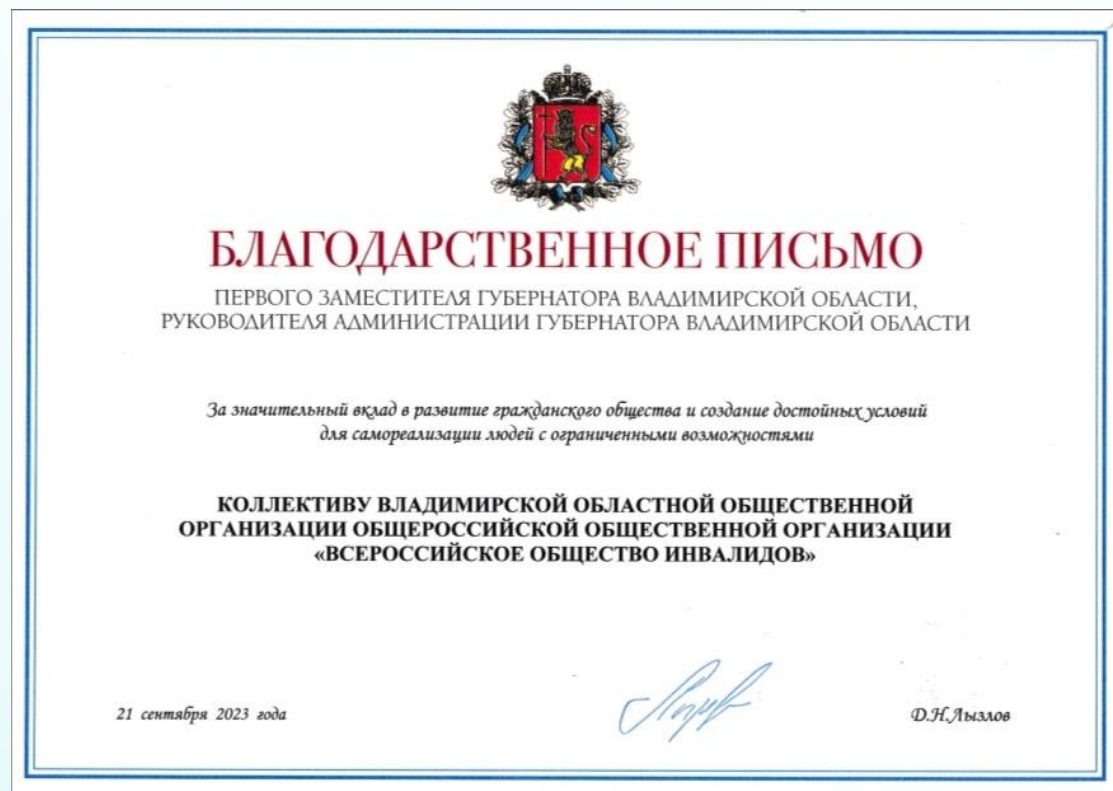 БЛАГОДАРСТВЕННОЕ ПИСЬМО
ПЕРВОГО ЗАМЕСТИТЕЛЯ ГУБЕРНАТОРА ВЛАДИМИРСКОЙ ОБЛАСТИ,
РУКОВОДИТЕЛЯ АДМИНИСТРАЦИИ ГУБЕРНАТОРА ВЛАДИМИРСКОЙ ОБЛАСТИ
За значительный вклад в развитие гражданского общества и создание достойных условий
для самореализации людей с ограниченными возможностями
КОЛЛЕКТИВУ ВЛАДИМИРСКОЙ ОБЛАСТНОЙ ОБЩЕСТВЕННОЙ
ОРГАНИЗАЦИИ ОБЩЕРОССИЙСКОЙ ОБЩЕСТВЕННОЙ ОРГАНИЗАЦИИ
«ВСЕРОССИЙСКОЕ ОБЩЕСТВО ИНВАЛИДОВ»
21 сентября 2023 года
Д.Н.Лызлов